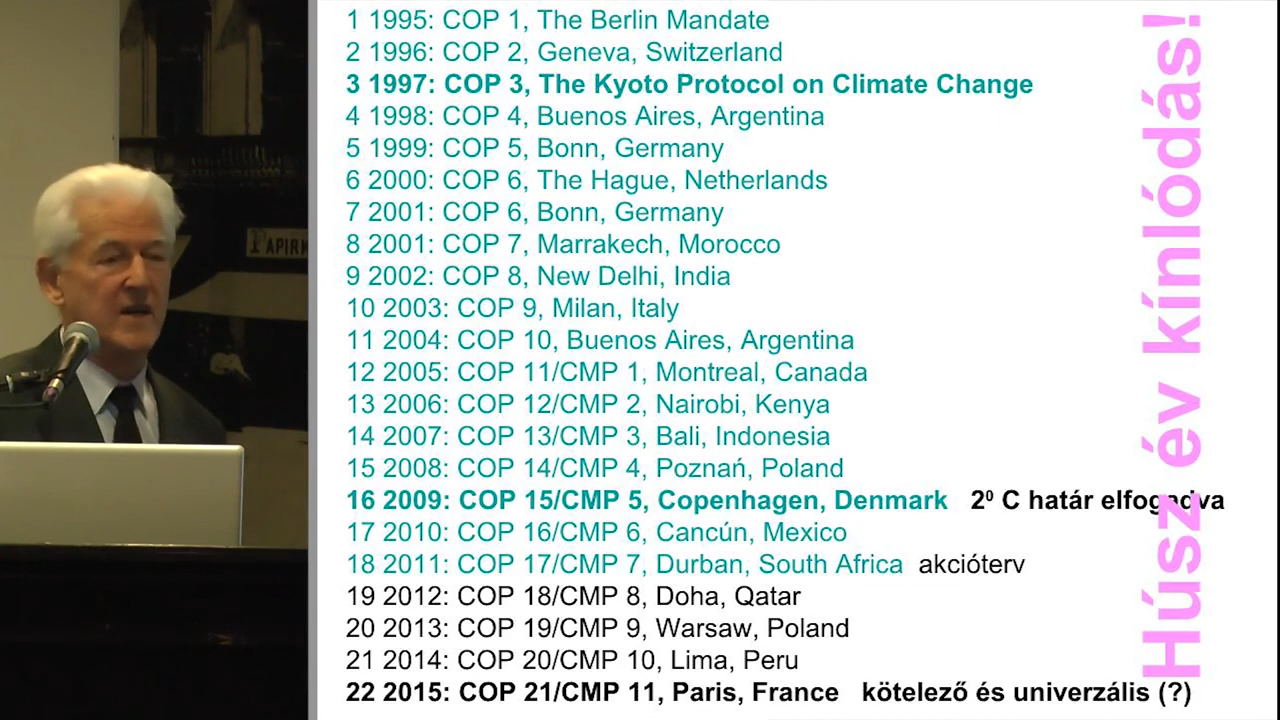 1 1995: COP 1, The Berlin Mandate
2 1996: COP 2, Geneva, Switzerland
3 1997: COP 3, The Kyoto Protocol on Climate Change
4 1998: COP 4, Buenos Aires, Argentina
5 1999: COP 5, Bonn, Germany
6 2000: COP 6, The Hague, Netherlands
7 2001: COP 6, Bonn, Germany
8 2001: COP 7, Marrakech, Morocco
9 2002: COP 8, New Delhi, India
10 2003: COP 9, Milan, Italy
11 2004: COP 10, Buenos Aires, Argentina
12 2005: COP 11/CMP 1, Montreal, Canada
13 2006: COP 12/CMP 2, Nairobi, Kenya
14 2007: COP 13/CMP 3, Bali, Indonesia
15 2008: COP 14/CMP 4, Poznań, Poland
16 2009: COP 15/CMP 5, Copenhagen, Denmark 2⁰ C határ elfogadva
17 2010: COP 16/CMP 6, Cancún, Mexico
18 2011: COP 17/CMP 7, Durban, South Africa akcióterv
19 2012: COP 18/CMP 8, Doha, Qatar
20 2013: COP 19/CMP 9, Warsaw, Poland
21 2014: COP 20/CMP 10, Lima, Peru
22 2015: COP 21/CMP 11, Paris, France kötelező és univerzális (?)
Húsz év kínlódás!